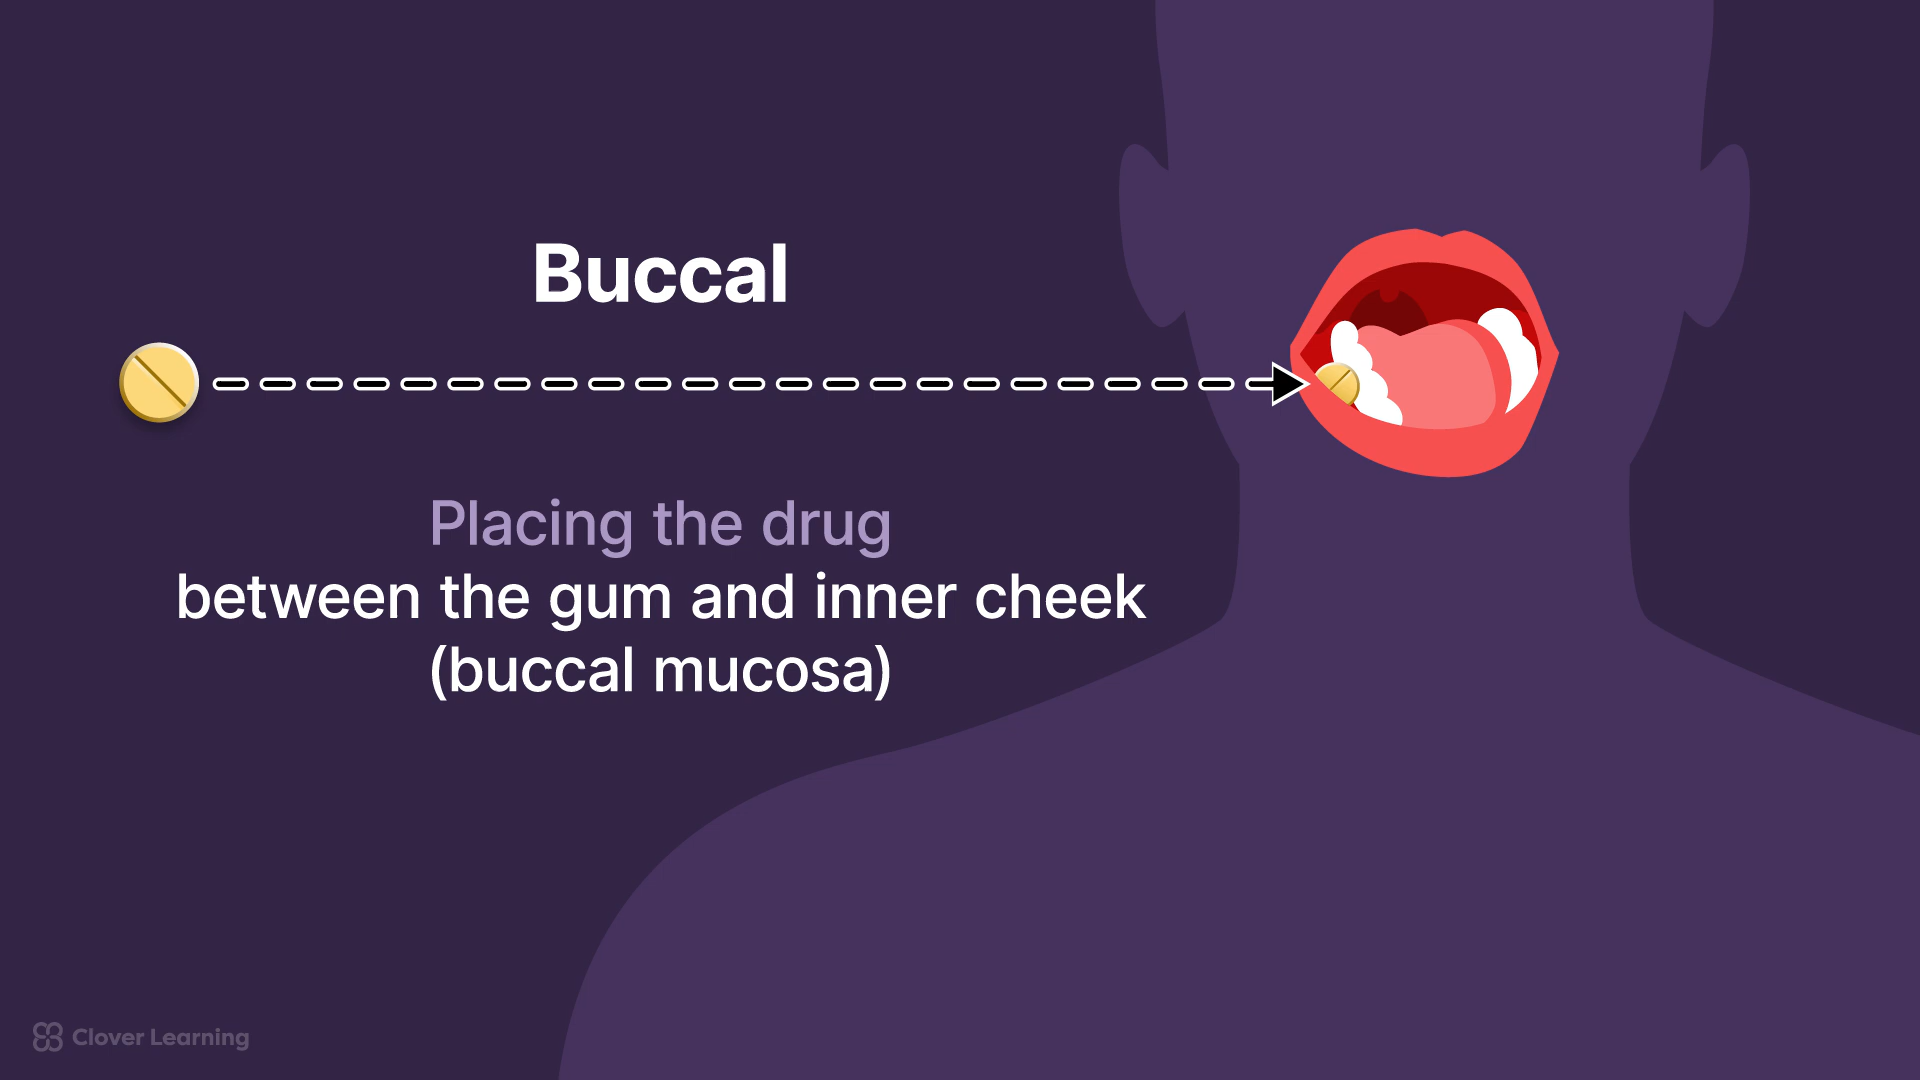 Buccal
Placing the drug
between the gum and inner cheek
(buccal mucosa)
Clover Learning